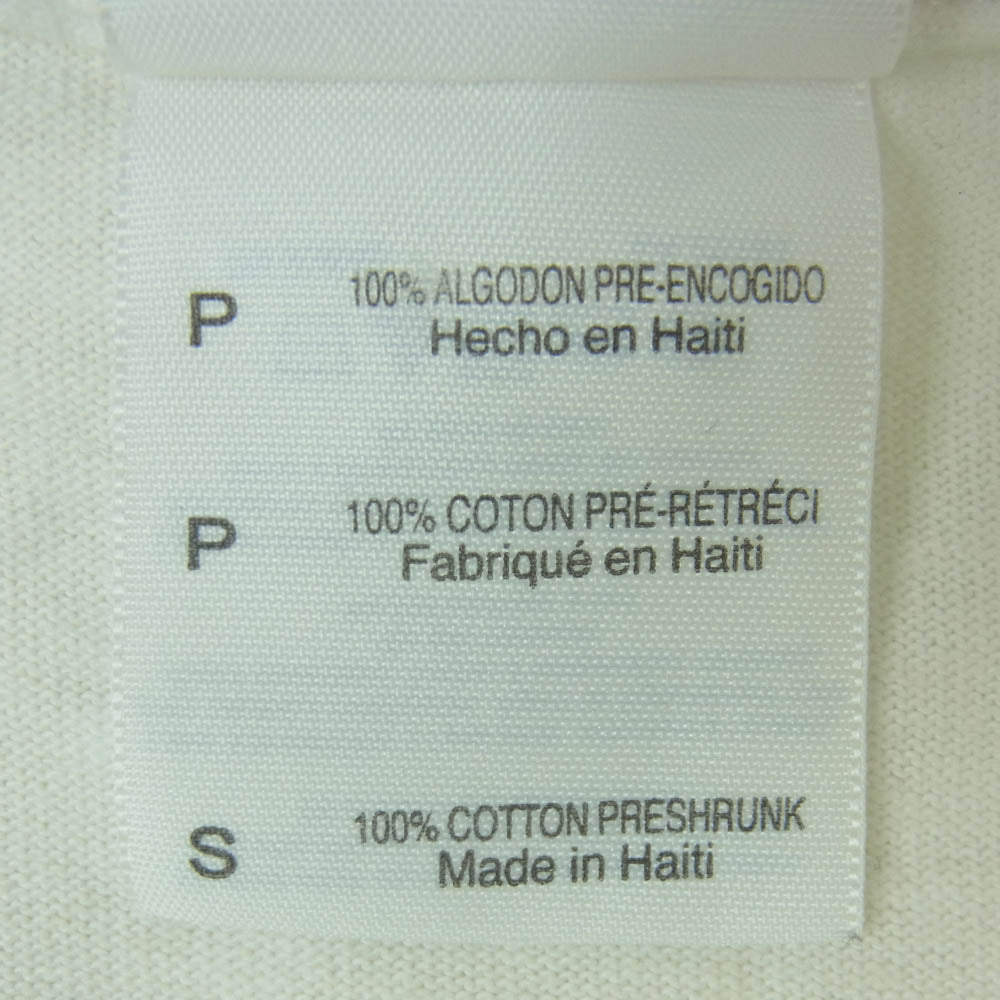 P
100% ALGODON PRE-ENCOGIDO
Hecho en Haiti
P
100% COTON PRÉ-RÉTRÉCI
Fabriqué en Haiti
S
100% COTTON PRESHRUNK
Made in Haiti